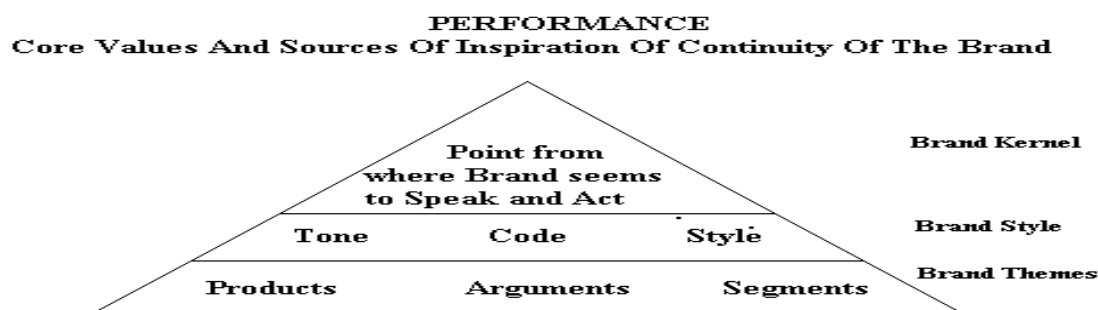 PERFORMANCE
Core Values And Sources Of Inspiration Of Continuity Of The Brand
Brand Kernel
Point from
where Brand seems
to Speak and Act
Tone Code Style Brand Style
Products Arguments Segments Brand Themes